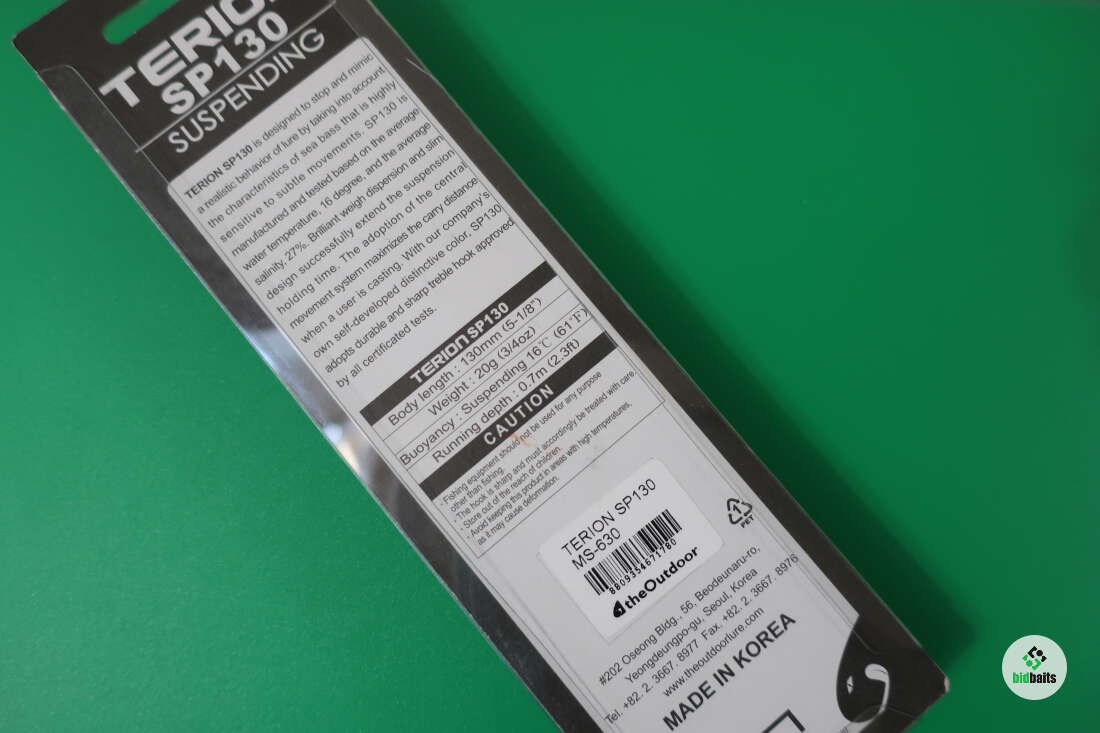 TERION
SP130
SUSPENDING
TERION SP130 is designed to stop and mimic
a realistic behavior of lure by taking into account
the characteristics of sea bass that is highly
sensitive to subtle movements. SP130 is
manufactured and tested based on the average
water temperature, 16 degree, and the average
salinity, 27%. Brilliant weigh dispersion and slim
design successfully extend the suspension
holding time. The adoption of the central
movement system maximizes the carry distance
when a user is casting. With our company's
own self-developed distinctive color, SP130
adopts durable and sharp treble hook approved
by all certificated tests.
TERION SP130
Body length : 130mm (5-1/8")
Weight : 20g (3/4oz)
Buoyancy : Suspending 16℃ (61℉)
Running depth : 0.7m (2.3ft)
CAUTION
· Fishing equipment should not be used for any purpose
other than fishing.
· The hook is sharp and must accordingly be treated with care.
· Store out of the reach of children.
· Avoid keeping this product in areas with high temperatures,
as it may cause deformation.
TERION SP130
MS-630
8809354671780
theOutdoor
1
PET
#202 Oseong Bldg., 56, Beodeunaru-ro,
Yeongdeungpo-gu, Seoul, Korea
Tel. +82. 2. 3667. 8977 Fax. +82. 2. 3667. 8976
www.theoutdoorlure.com
MADE IN KOREA
bidbaits